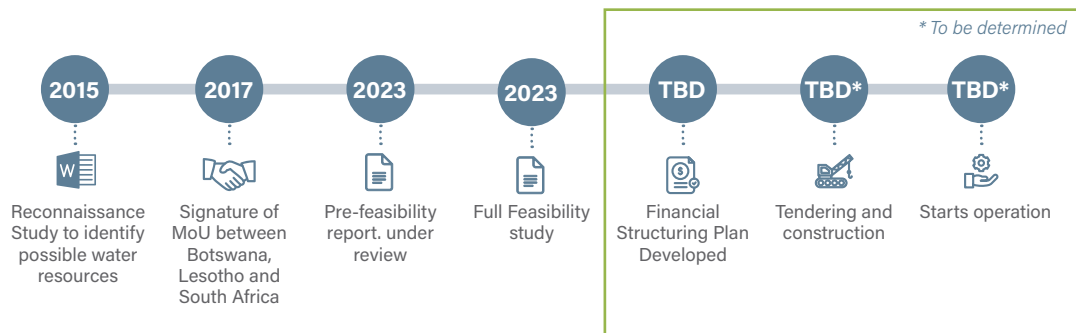 * To be determined
2015
2017
2023
2023
TBD
TBD*
TBD*
W
Reconnaissance
Study to identify
possible water
resources
Signature of
MoU between
Botswana,
Lesotho and
South Africa
Pre-feasibility
report. under
review
Full Feasibility
study
$
Financial
Structuring Plan
Developed
Tendering and
construction
Starts operation